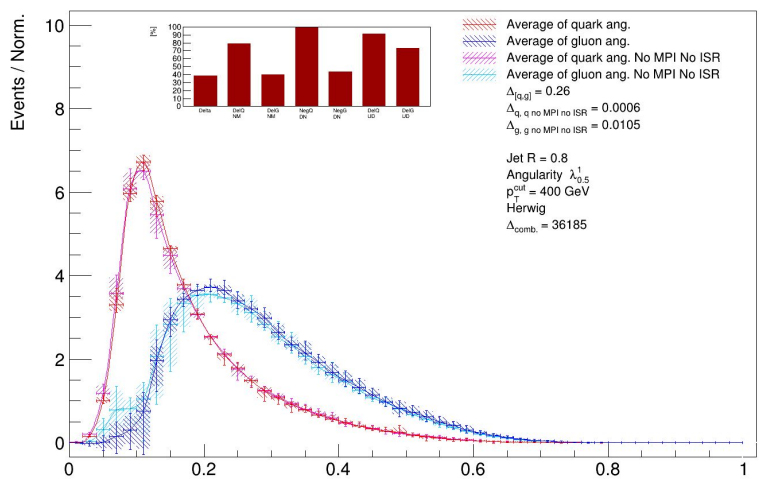 10
8
6
4
2
0
Events / Norm.
0
0.2
0.4
0.6
0.8
1
[%]
100
90
80
70
60
50
40
30
20
10
0
Delta
DelQ NM
DelG NM
NegQ DN
NegG DN
DelQ UD
DelG UD
Average of quark ang.
Average of gluon ang.
Average of quark ang. No MPI No ISR
Average of gluon ang. No MPI No ISR
Δ[q,g] = 0.26
Δq, q no MPI no ISR = 0.0006
Δg, g no MPI no ISR = 0.0105
Jet R = 0.8
Angularity λ¹0.5
pTcut = 400 GeV
Herwig
Δcomb. = 36185